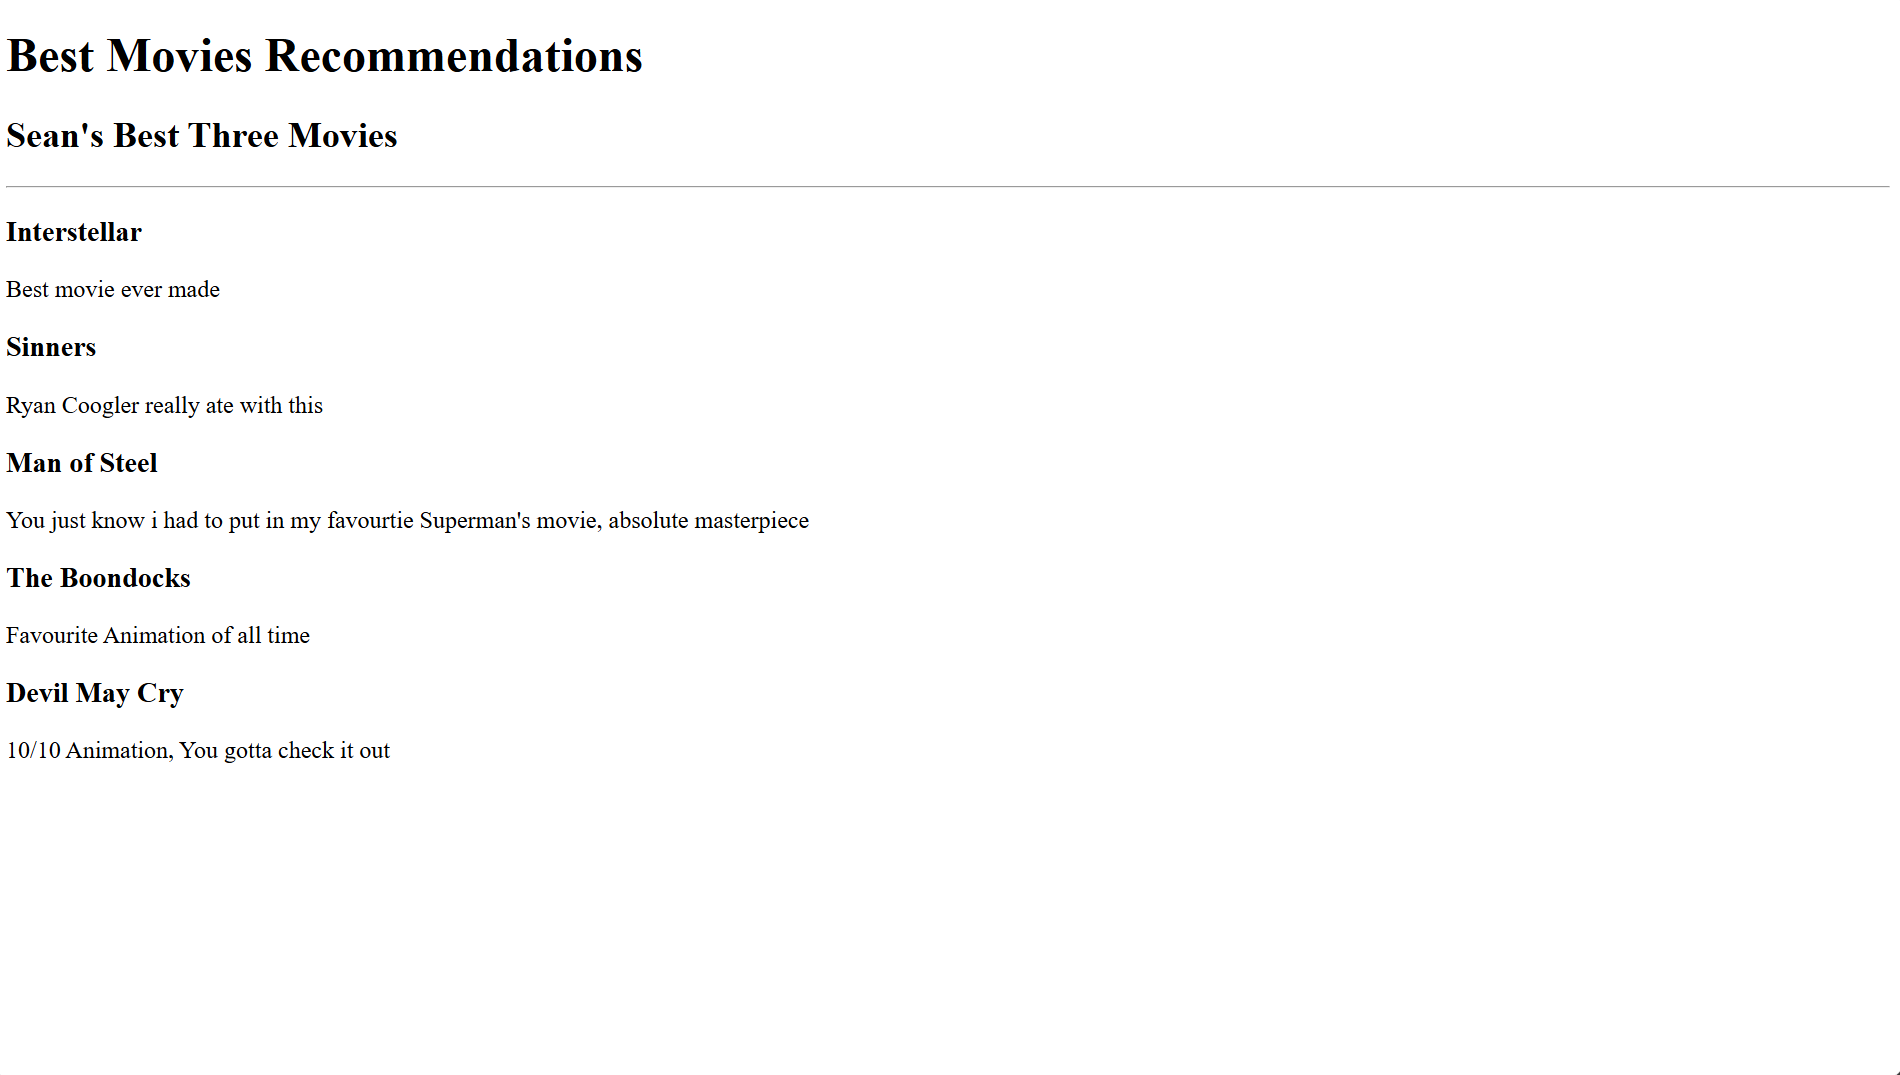 Best Movies Recommendations
Sean's Best Three Movies
Interstellar
Best movie ever made
Sinners
Ryan Coogler really ate with this
Man of Steel
You just know i had to put in my favourtie Superman's movie, absolute masterpiece
The Boondocks
Favourite Animation of all time
Devil May Cry
10/10 Animation, You gotta check it out